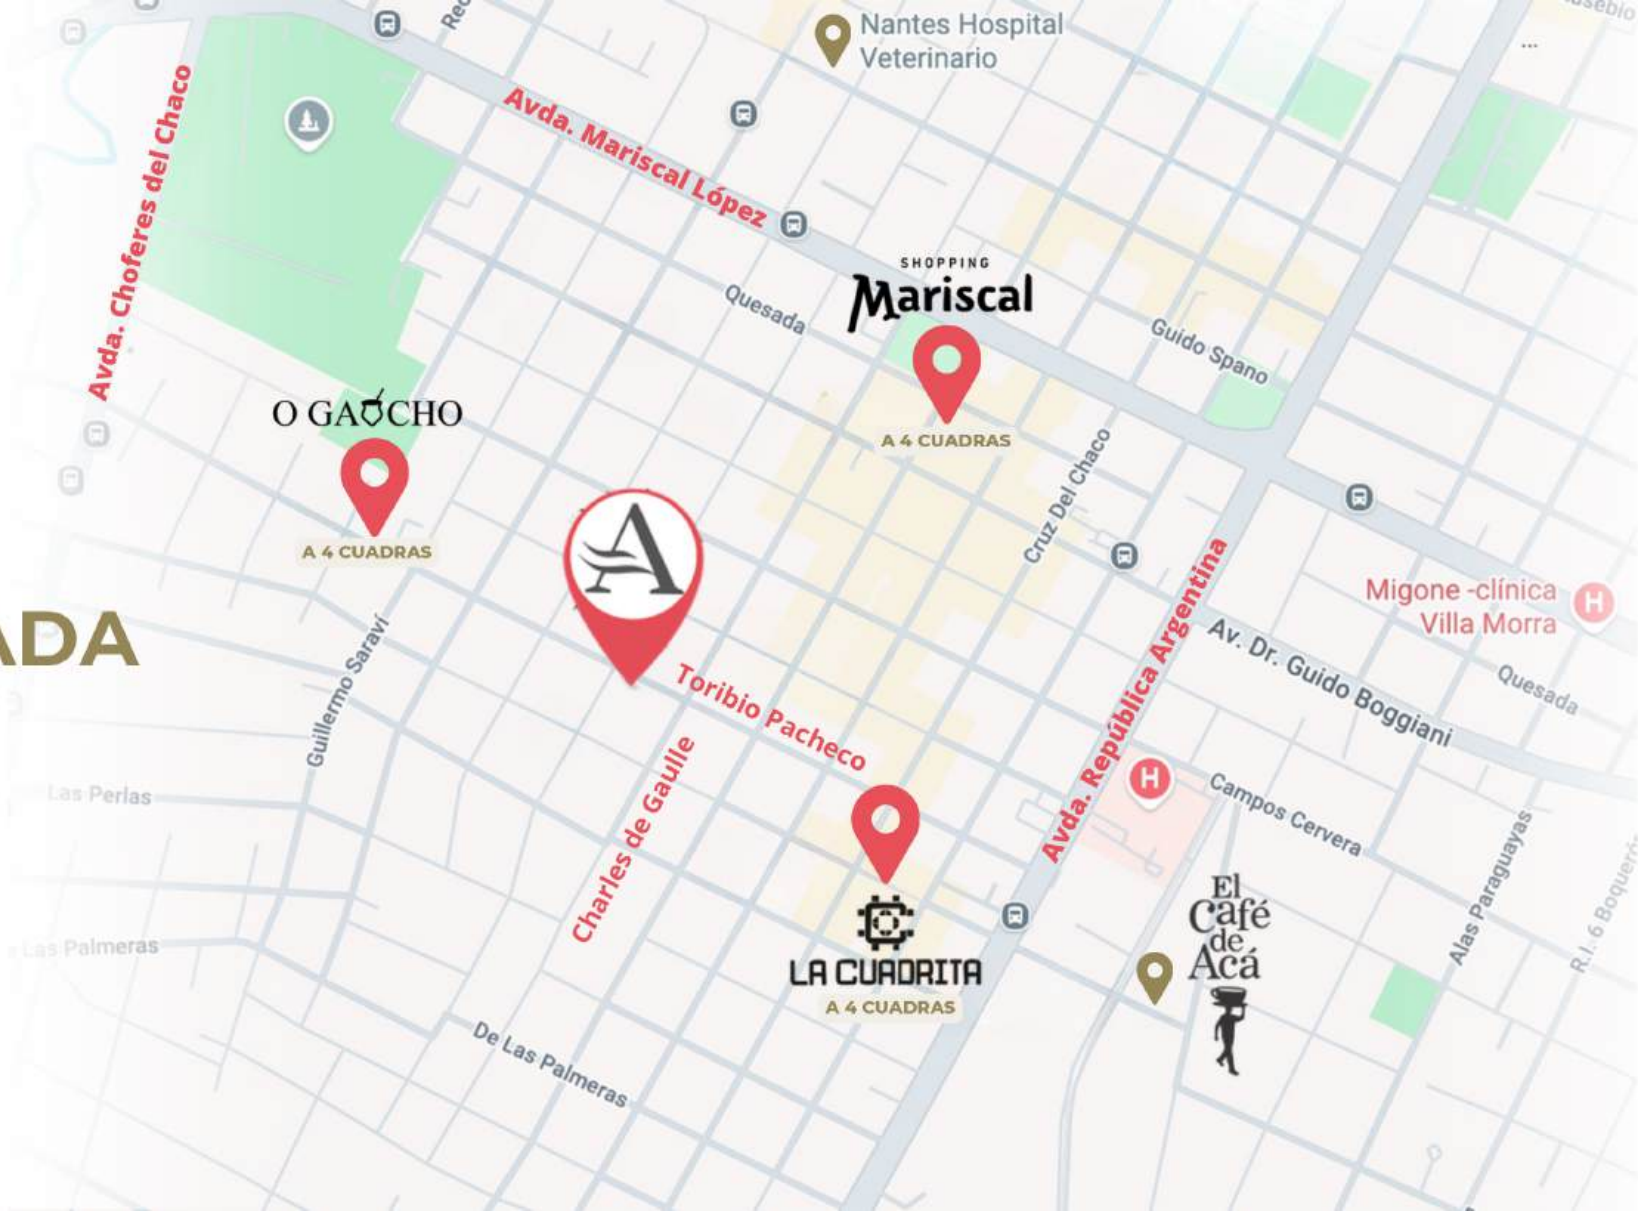 Nantes Hospital
Veterinario
Avda. Choferes del Chaco
Avda. Mariscal López
SHOPPING
Mariscal
A 4 CUADRAS
Quesada
Guido Spano
O GAUCHO
A 4 CUADRAS
Cruz Del Chaco
A
Migone -clínica
Villa Morra
H
ADA
Guillermo Saraví
Toribio Pacheco
Avda. República Argentina
Av. Dr. Guido Boggiani
Quesada
Las Perlas
Charles de Gaulle
H
Campos Cervera
Alas Paraguayas
LA CUADRITA
A 4 CUADRAS
El
Café
de
Acá
Las Palmeras
De Las Palmeras